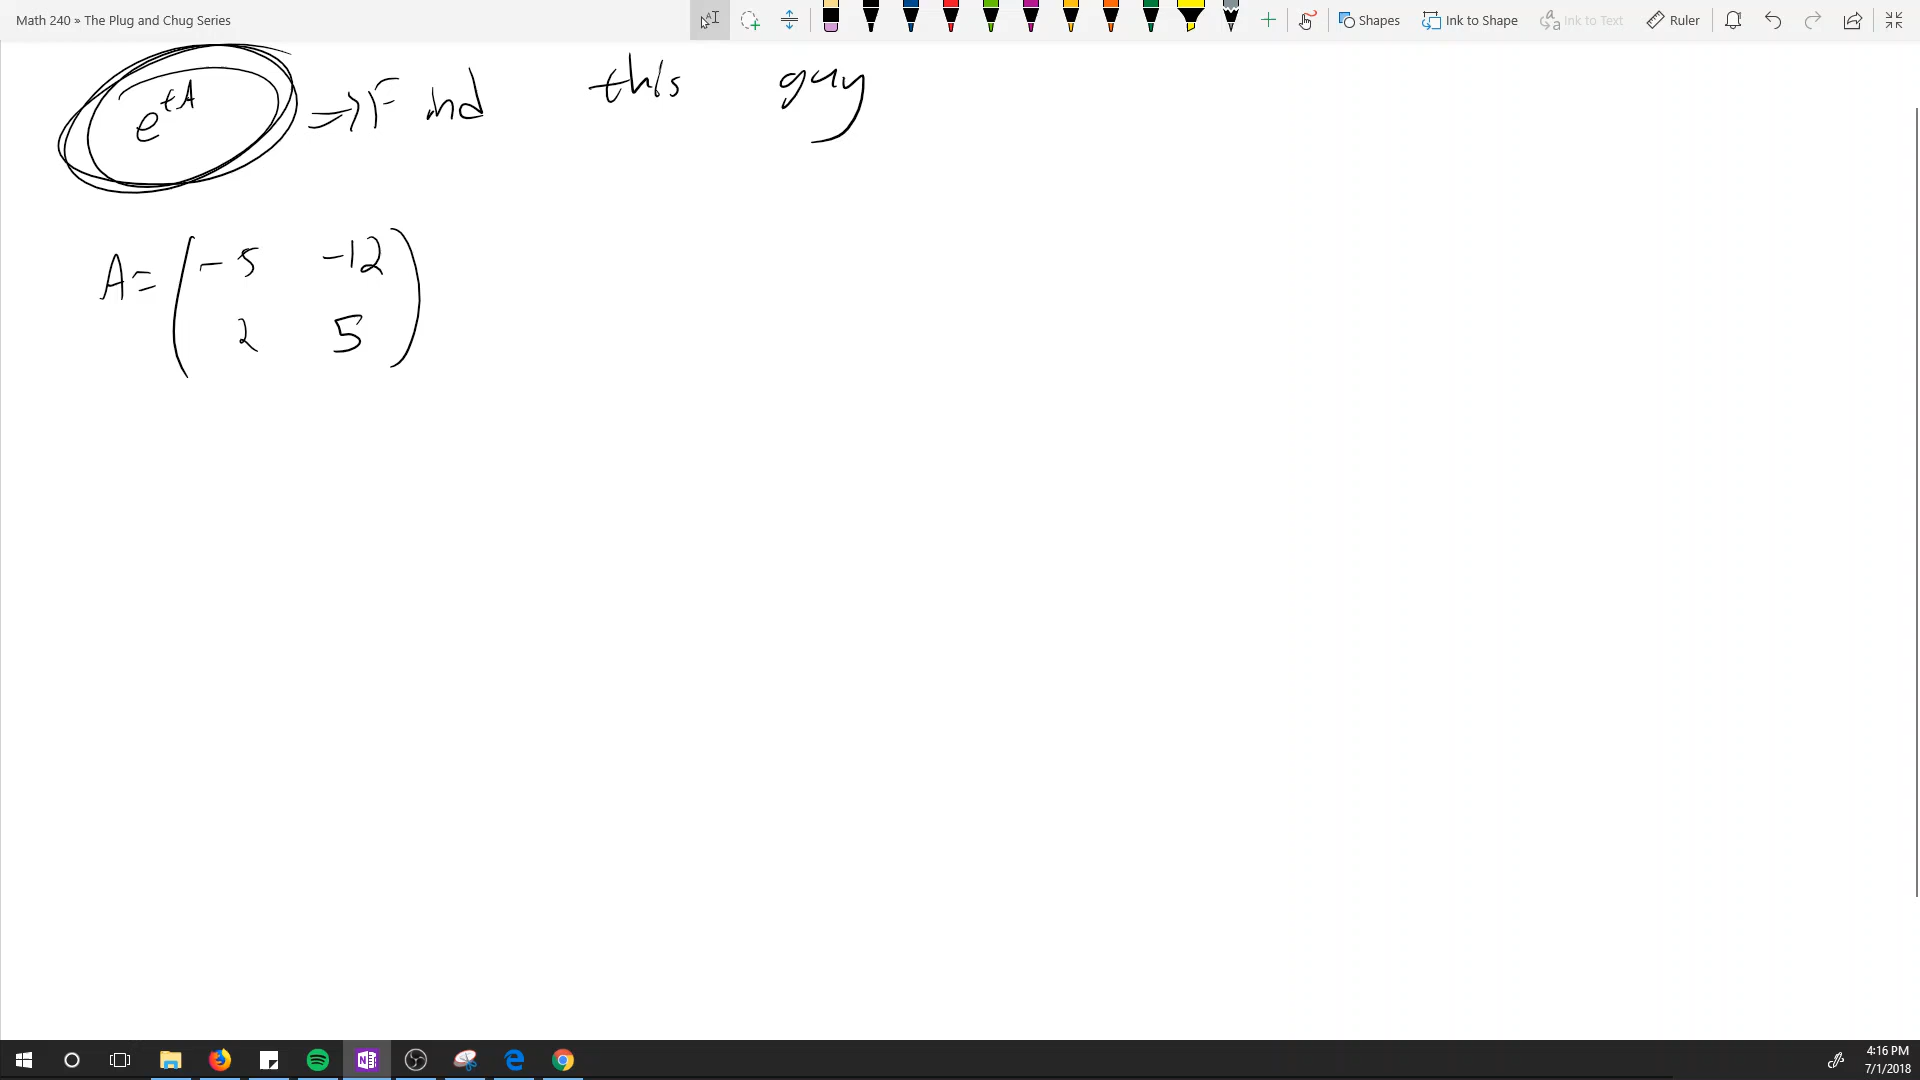 Math 240 » The Plug and Chug Series
Shapes
Ink to Shape
Ink to Text
Ruler
e^{tA} => Find this guy
A = ( -5 -12
2 5 )
4:16 PM
7/1/2018